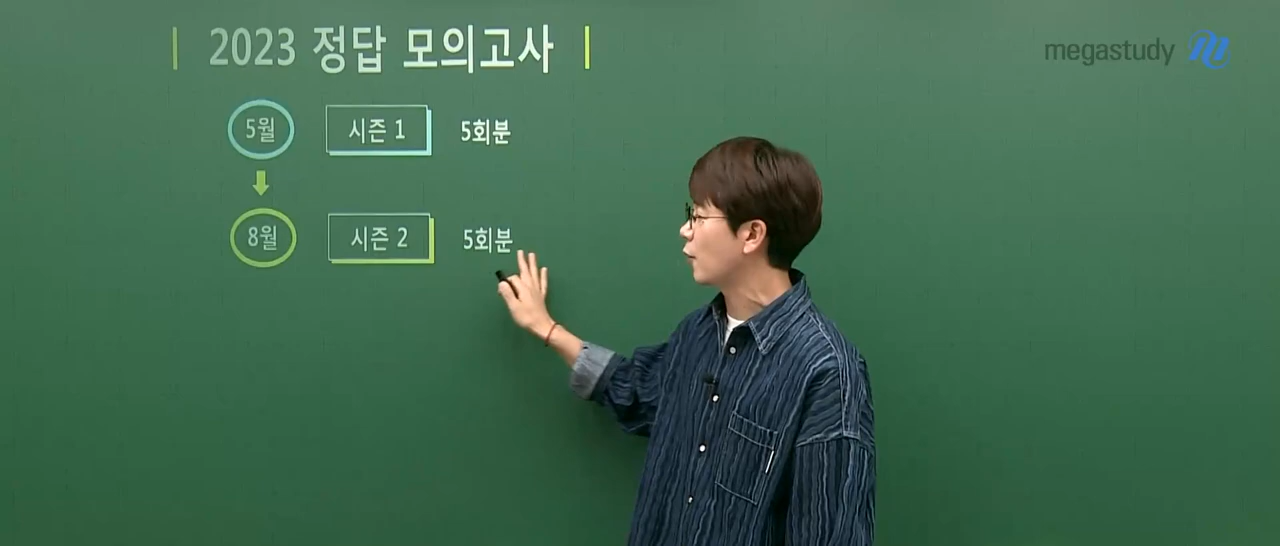 2023 정답 모의고사
megastudy
5월 시즌 1 5회분
8월 시즌 2 5회분